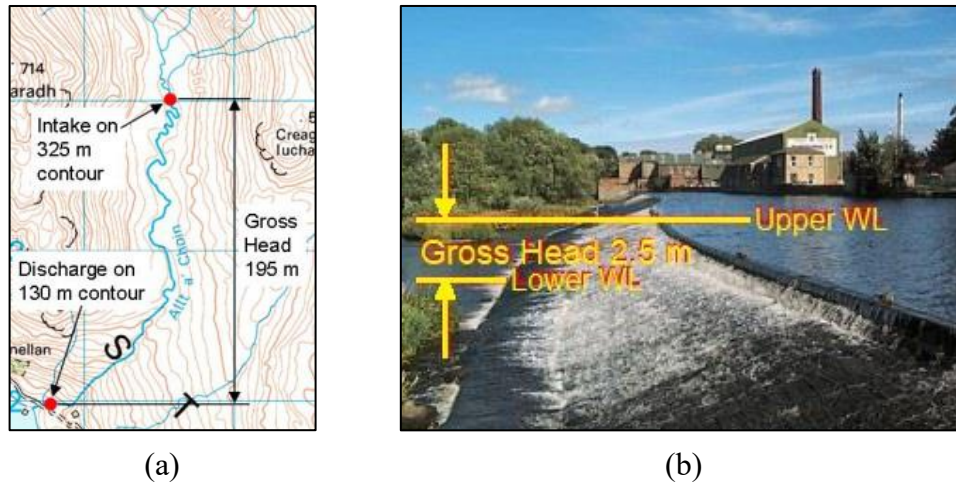 714
aradh
Intake on
325 m
contour
Creag
Iucha
Gross
Head
195 m
Allt a' Choin
Discharge on
130 m contour
nellan
S
T
(a)
Upper WL
Gross Head 2.5 m
Lower WL
(b)